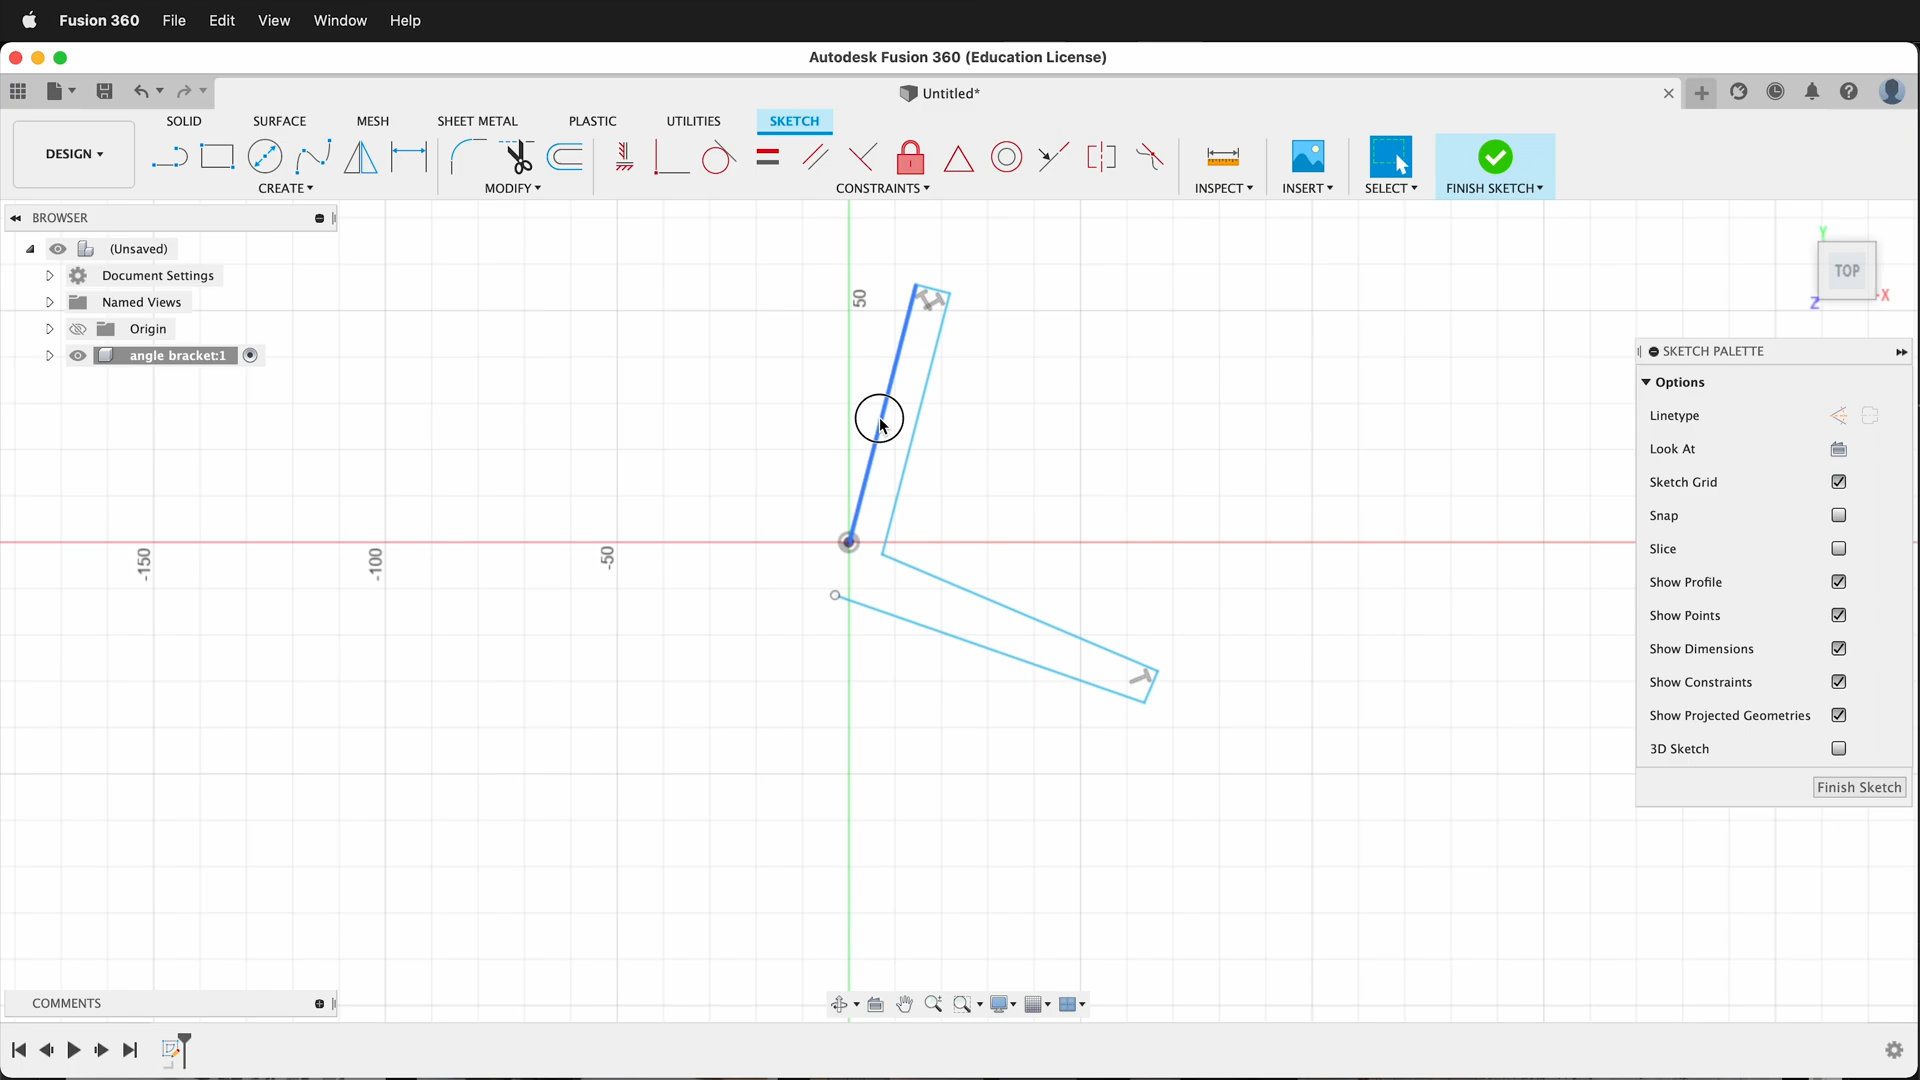 Fusion 360 File Edit View Window Help
Autodesk Fusion 360 (Education License)
Untitled*
SOLID SURFACE MESH SHEET METAL PLASTIC UTILITIES SKETCH
DESIGN
CREATE MODIFY CONSTRAINTS INSPECT INSERT SELECT FINISH SKETCH
BROWSER
(Unsaved)
Document Settings
Named Views
Origin
angle bracket:1
50
-150 -100 -50
Y
TOP
X
Z
SKETCH PALETTE
Options
Linetype
Look At
Sketch Grid
Snap
Slice
Show Profile
Show Points
Show Dimensions
Show Constraints
Show Projected Geometries
3D Sketch
Finish Sketch
COMMENTS